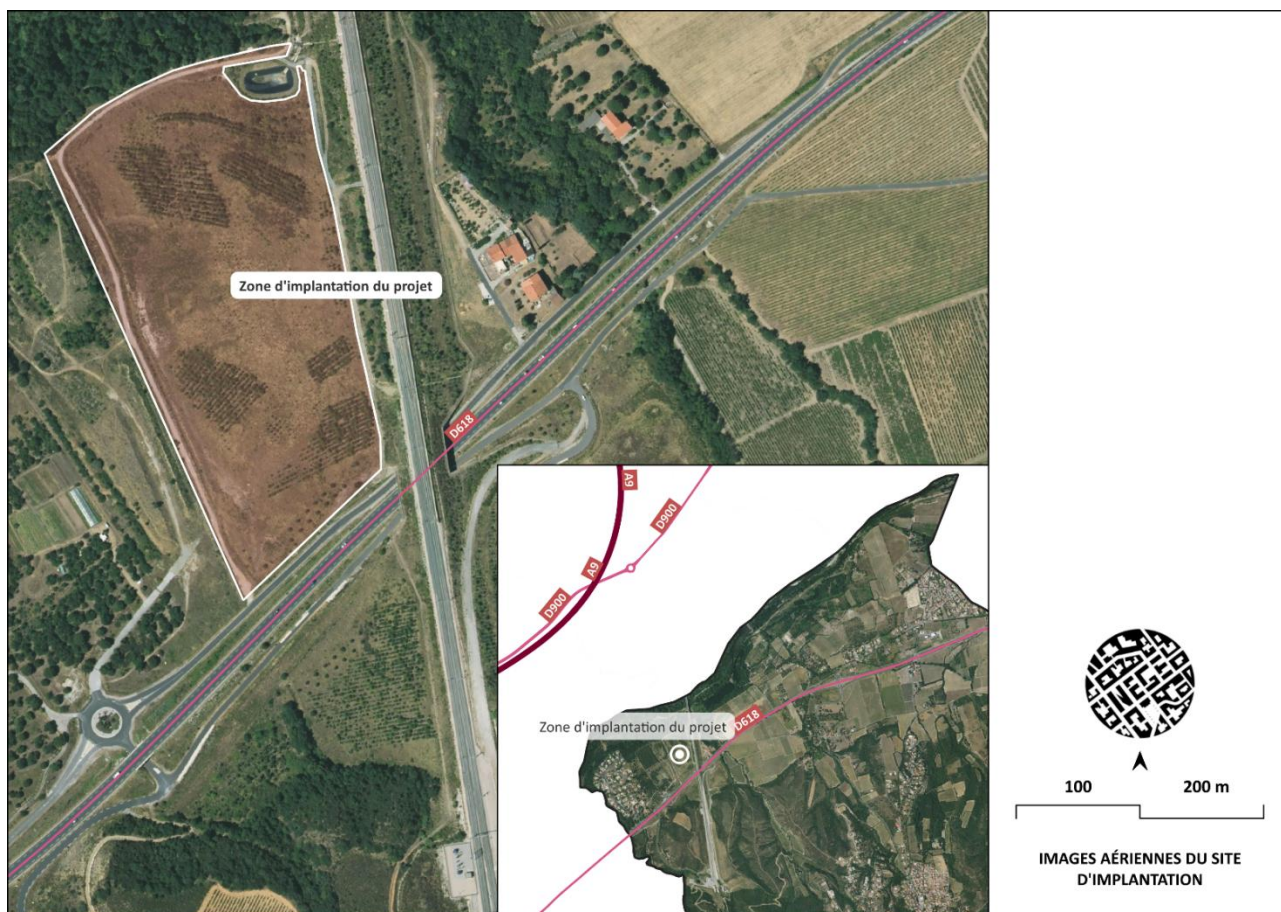 Zone d'implantation du projet
D618
A9
D900
A9
D900
Zone d'implantation du projet
D618
100 200 m
IMAGES AÉRIENNES DU SITE
D'IMPLANTATION